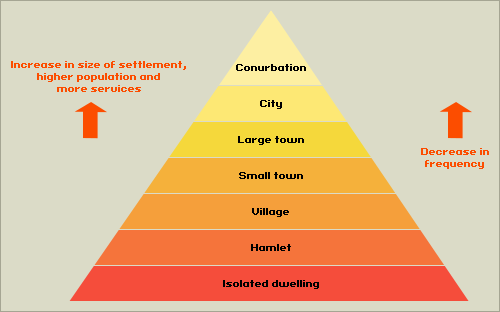 Increase in size of settlement,
higher population and
more services
Conurbation
City
Large town
Small town
Village
Hamlet
Isolated dwelling
Decrease in
frequency